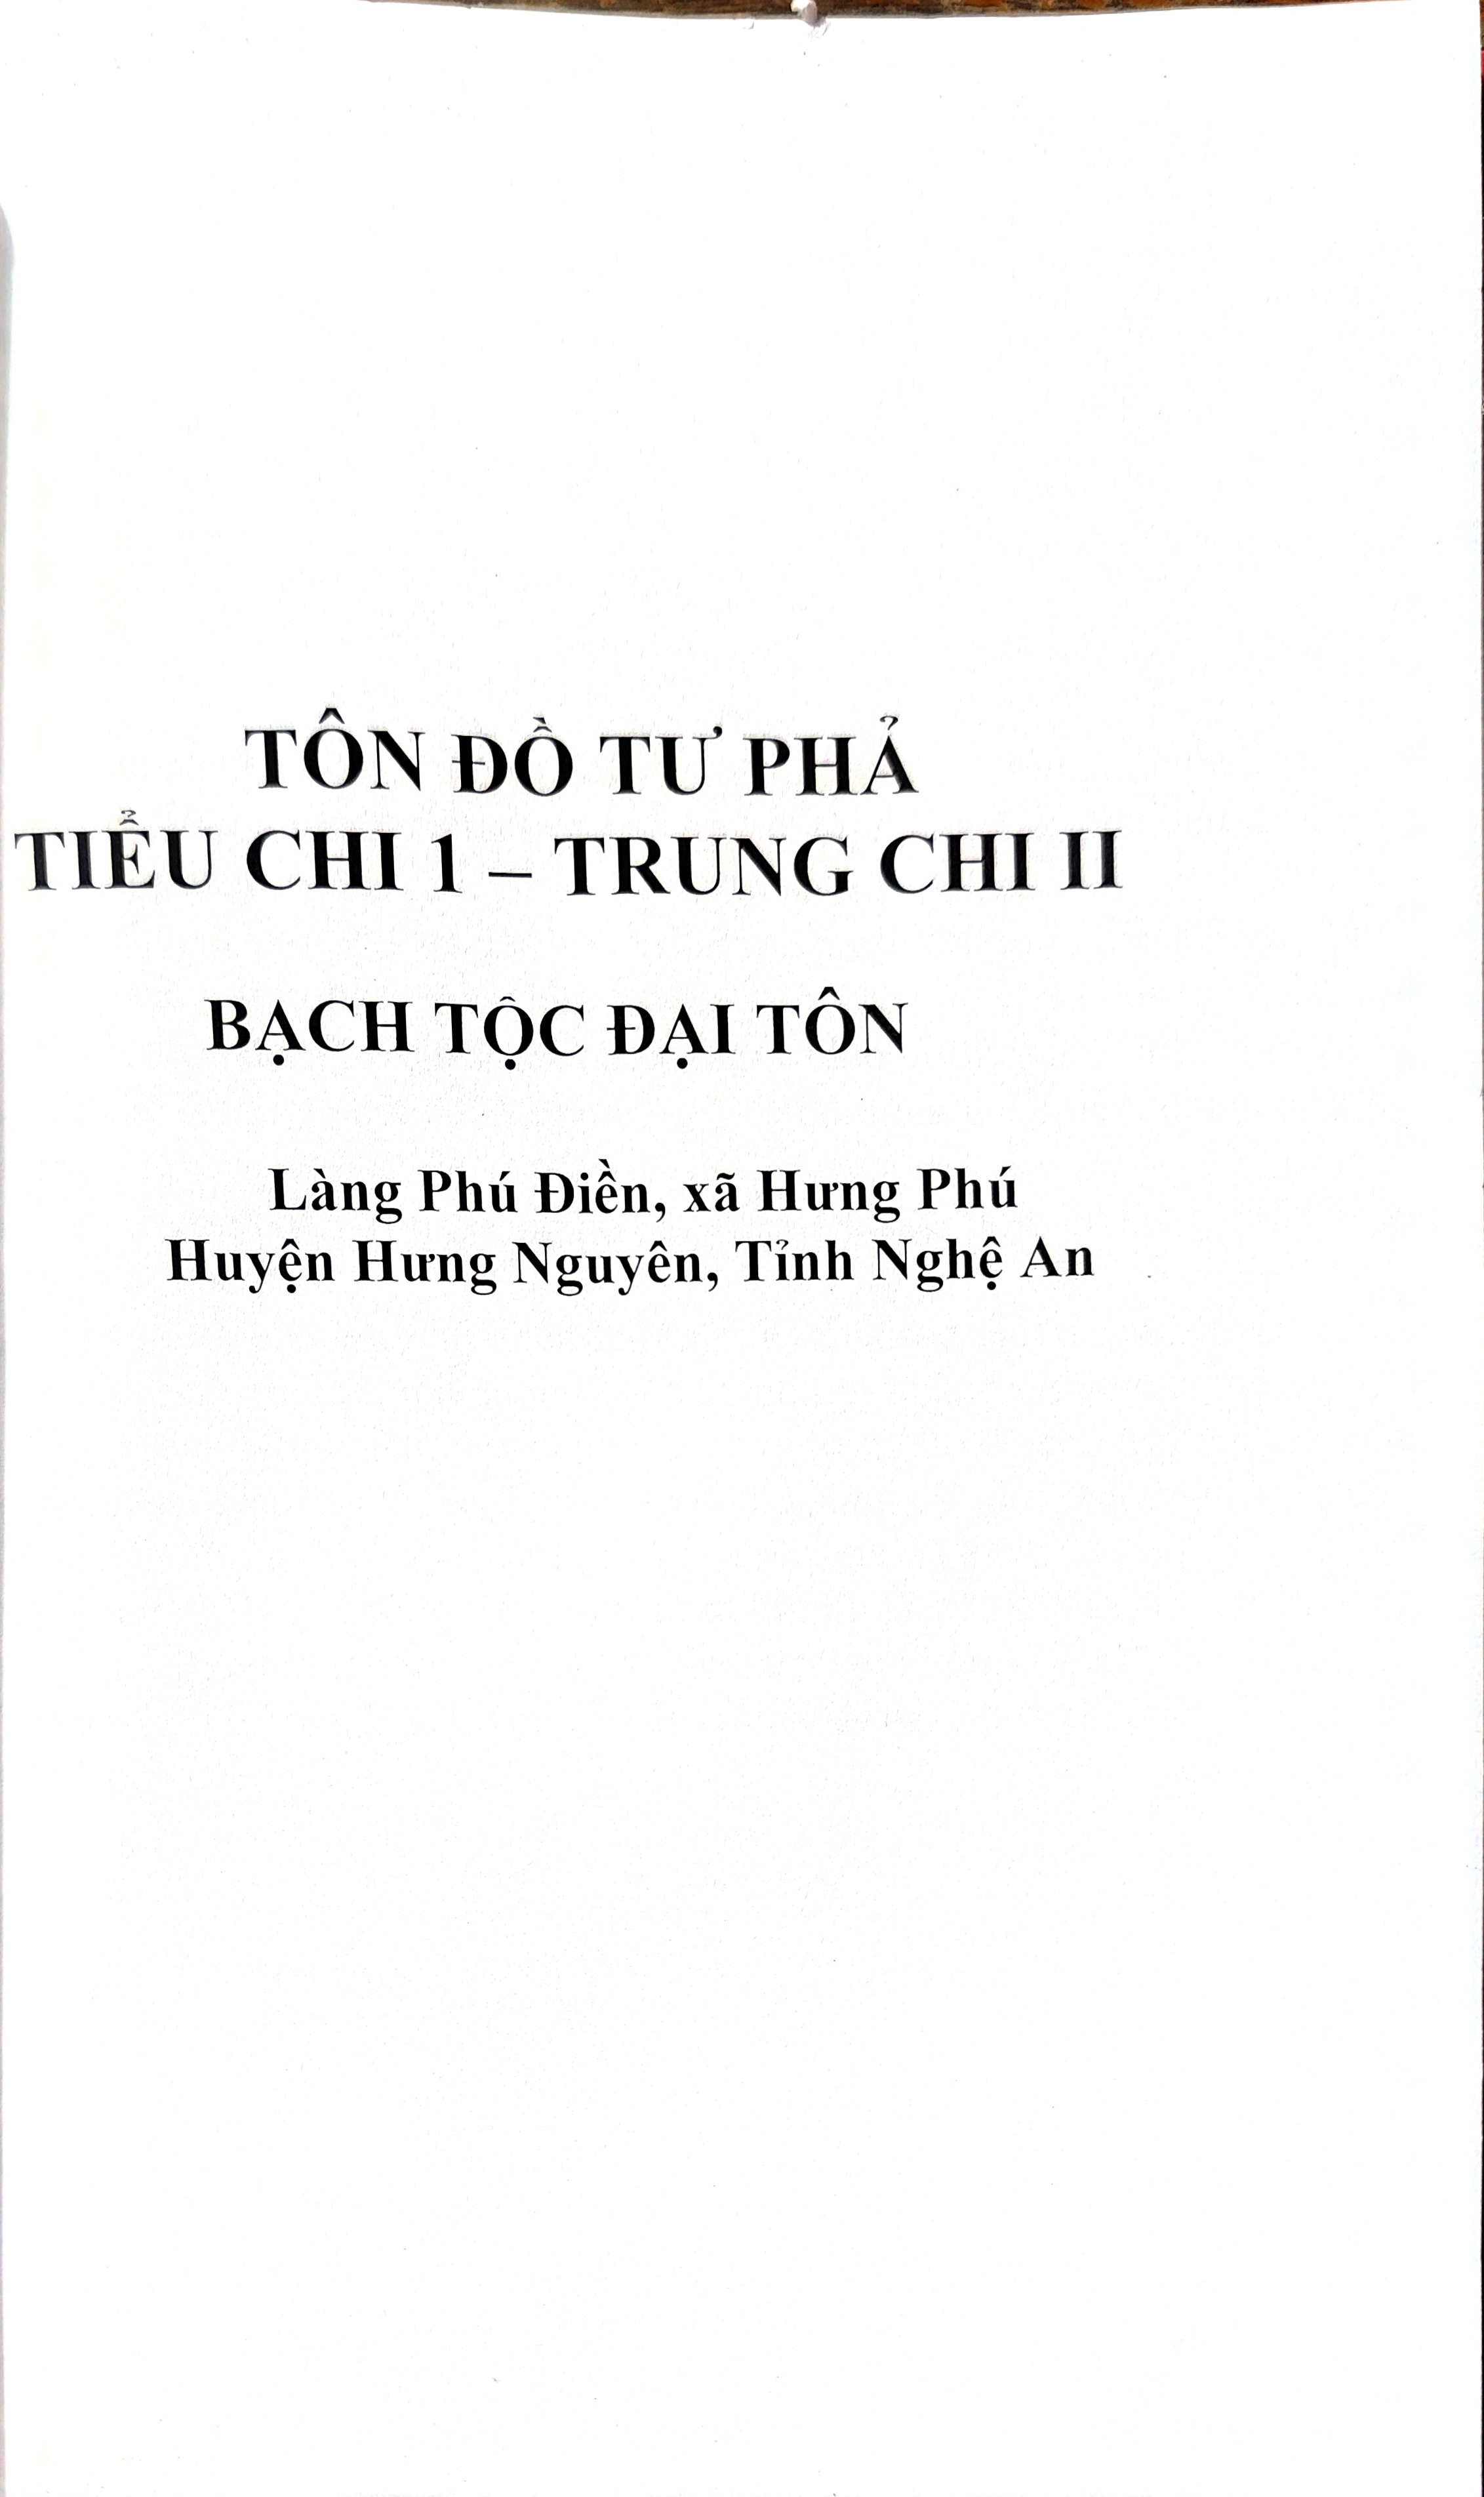 TÔN ĐỒ TƯ PHẢ
TIỂU CHI 1 – TRUNG CHI II
BẠCH TỘC ĐẠI TÔN
Làng Phú Điền, xã Hưng Phú
Huyện Hưng Nguyên, Tỉnh Nghệ An